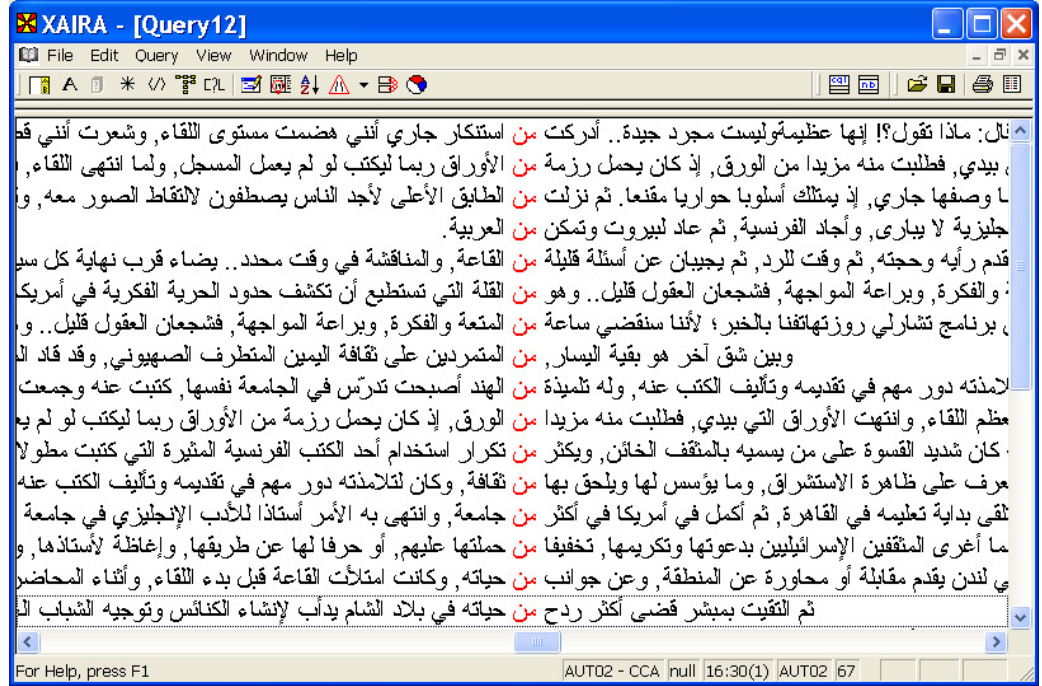 XAIRA - [Query12]
File Edit Query View Window Help
قال: ماذا تقول؟! إنها عظيمةوليست مجرد جيدة.. أدركت من استنكار جاري أنني هضمت مستوى اللقاء, وشعرت أنني
بيدي, فطلبت منه مزيدا من الورق, إذ كان يحمل رزمة من الأوراق ربما ليكتب لو لم يعمل المسجل, ولما انتهى اللقاء,
وصفها جاري, إذ يمتلك أسلوبا حواريا مقنعا. ثم نزلت من الطابق الأعلى لأجد الناس يصطفون لالتقاط الصور معه,
جليزية لا يبارى, وأجاد الفرنسية, ثم عاد لبيروت وتمكن من العربية.
قدم رأيه وحجته, ثم وقت للرد, ثم يجيبان عن أسئلة قليلة من القاعة, والمناقشة في وقت محدد.. يضاء قرب نهاية كل
والفكرة, وبراعة المواجهة, فشجعان العقول قليل.. وهو من القلة التي تستطيع أن تكشف حدود الحرية الفكرية في أمريك
برنامج تشارلي روزتهاتفنا بالخبر؛ لأننا سنقضي ساعة من المتعة والفكرة, وبراعة المواجهة, فشجعان العقول قليل..
وبين شق آخر هو بقية اليسار, من المتمردين على ثقافة اليمين المتطرف الصهيوني, وقد قاد
لامذته دور مهم في تقديمه وتأليف الكتب عنه, وله تلميذة من الهند أصبحت تدرّس في الجامعة نفسها, كتبت عنه وجمعت
عظم اللقاء, وانتهت الأوراق التي بيدي, فطلبت منه مزيدا من الورق, إذ كان يحمل رزمة من الأوراق ربما ليكتب لو لم
كان شديد القسوة على من يسميه بالمثقف الخائن, ويكثر من تكرار استخدام أحد الكتب الفرنسية المثيرة التي كتبت مطولا
عرف على ظاهرة الاستشراق, وما يؤسس لها ويلحق بها من ثقافة, وكان لتلامذته دور مهم في تقديمه وتأليف الكتب عنه
تلقى بداية تعليمه في القاهرة, ثم أكمل في أمريكا في أكثر من جامعة, وانتهى به الأمر أستاذا للأدب الإنجليزي في جامعة
ما أغرى المثقفين الإسرائيليين بدعوتها وتكريمها, تخفيفا من حملتها عليهم, أو حرفا لها عن طريقها, وإغاظة لأستاذها,
لندن يقدم مقابلة أو محاورة عن المنطقة, وعن جوانب من حياته, وكانت امتلأت القاعة قبل بدء اللقاء, وأثناء
ثم التقيت بمبشر قضى أكثر ردح من حياته في بلاد الشام يدأب لإنشاء الكنائس وتوجيه الشباب
For Help, press F1 AUT02 - CCA null 16:30(1) AUT02 67